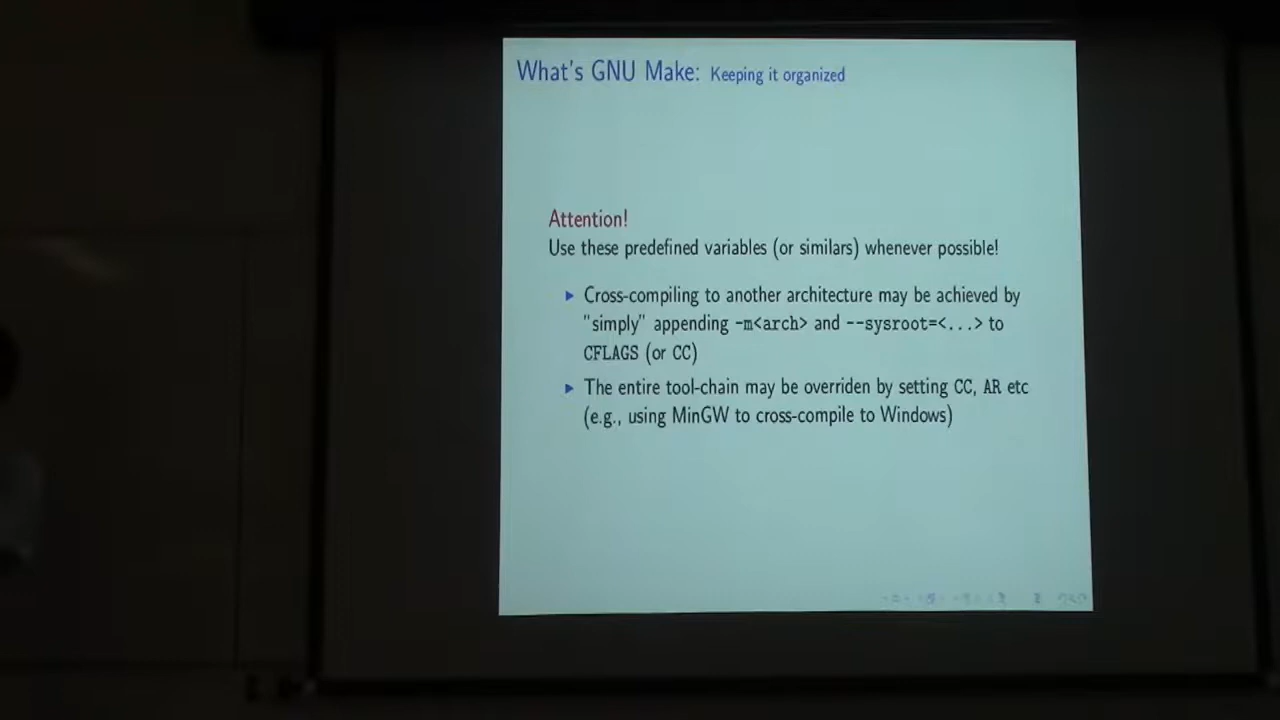 What's GNU Make: Keeping it organized
Attention!
Use these predefined variables (or similars) whenever possible!
Cross-compiling to another architecture may be achieved by
"simply" appending -m<arch> and --sysroot=<...> to
CFLAGS (or CC)
The entire tool-chain may be overriden by setting CC, AR etc
(e.g., using MinGW to cross-compile to Windows)